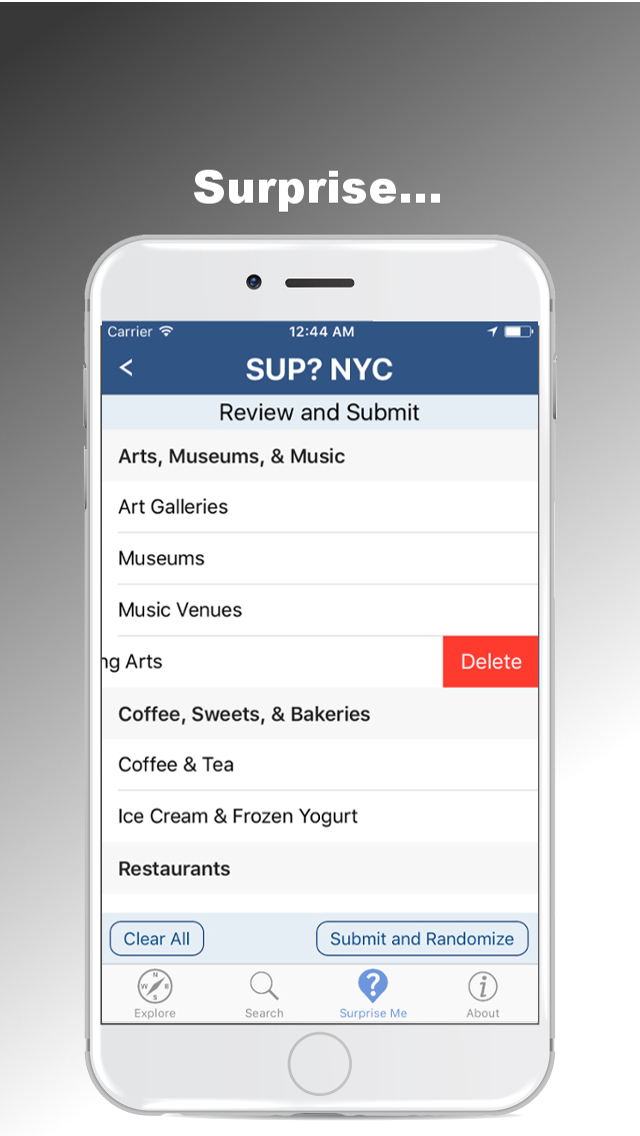 Surprise...
Carrier 12:44 AM
< SUP? NYC
Review and Submit
Arts, Museums, & Music
Art Galleries
Museums
Music Venues
ng Arts Delete
Coffee, Sweets, & Bakeries
Coffee & Tea
Ice Cream & Frozen Yogurt
Restaurants
Clear All Submit and Randomize
N
W
S
? i
Explore Search Surprise Me About